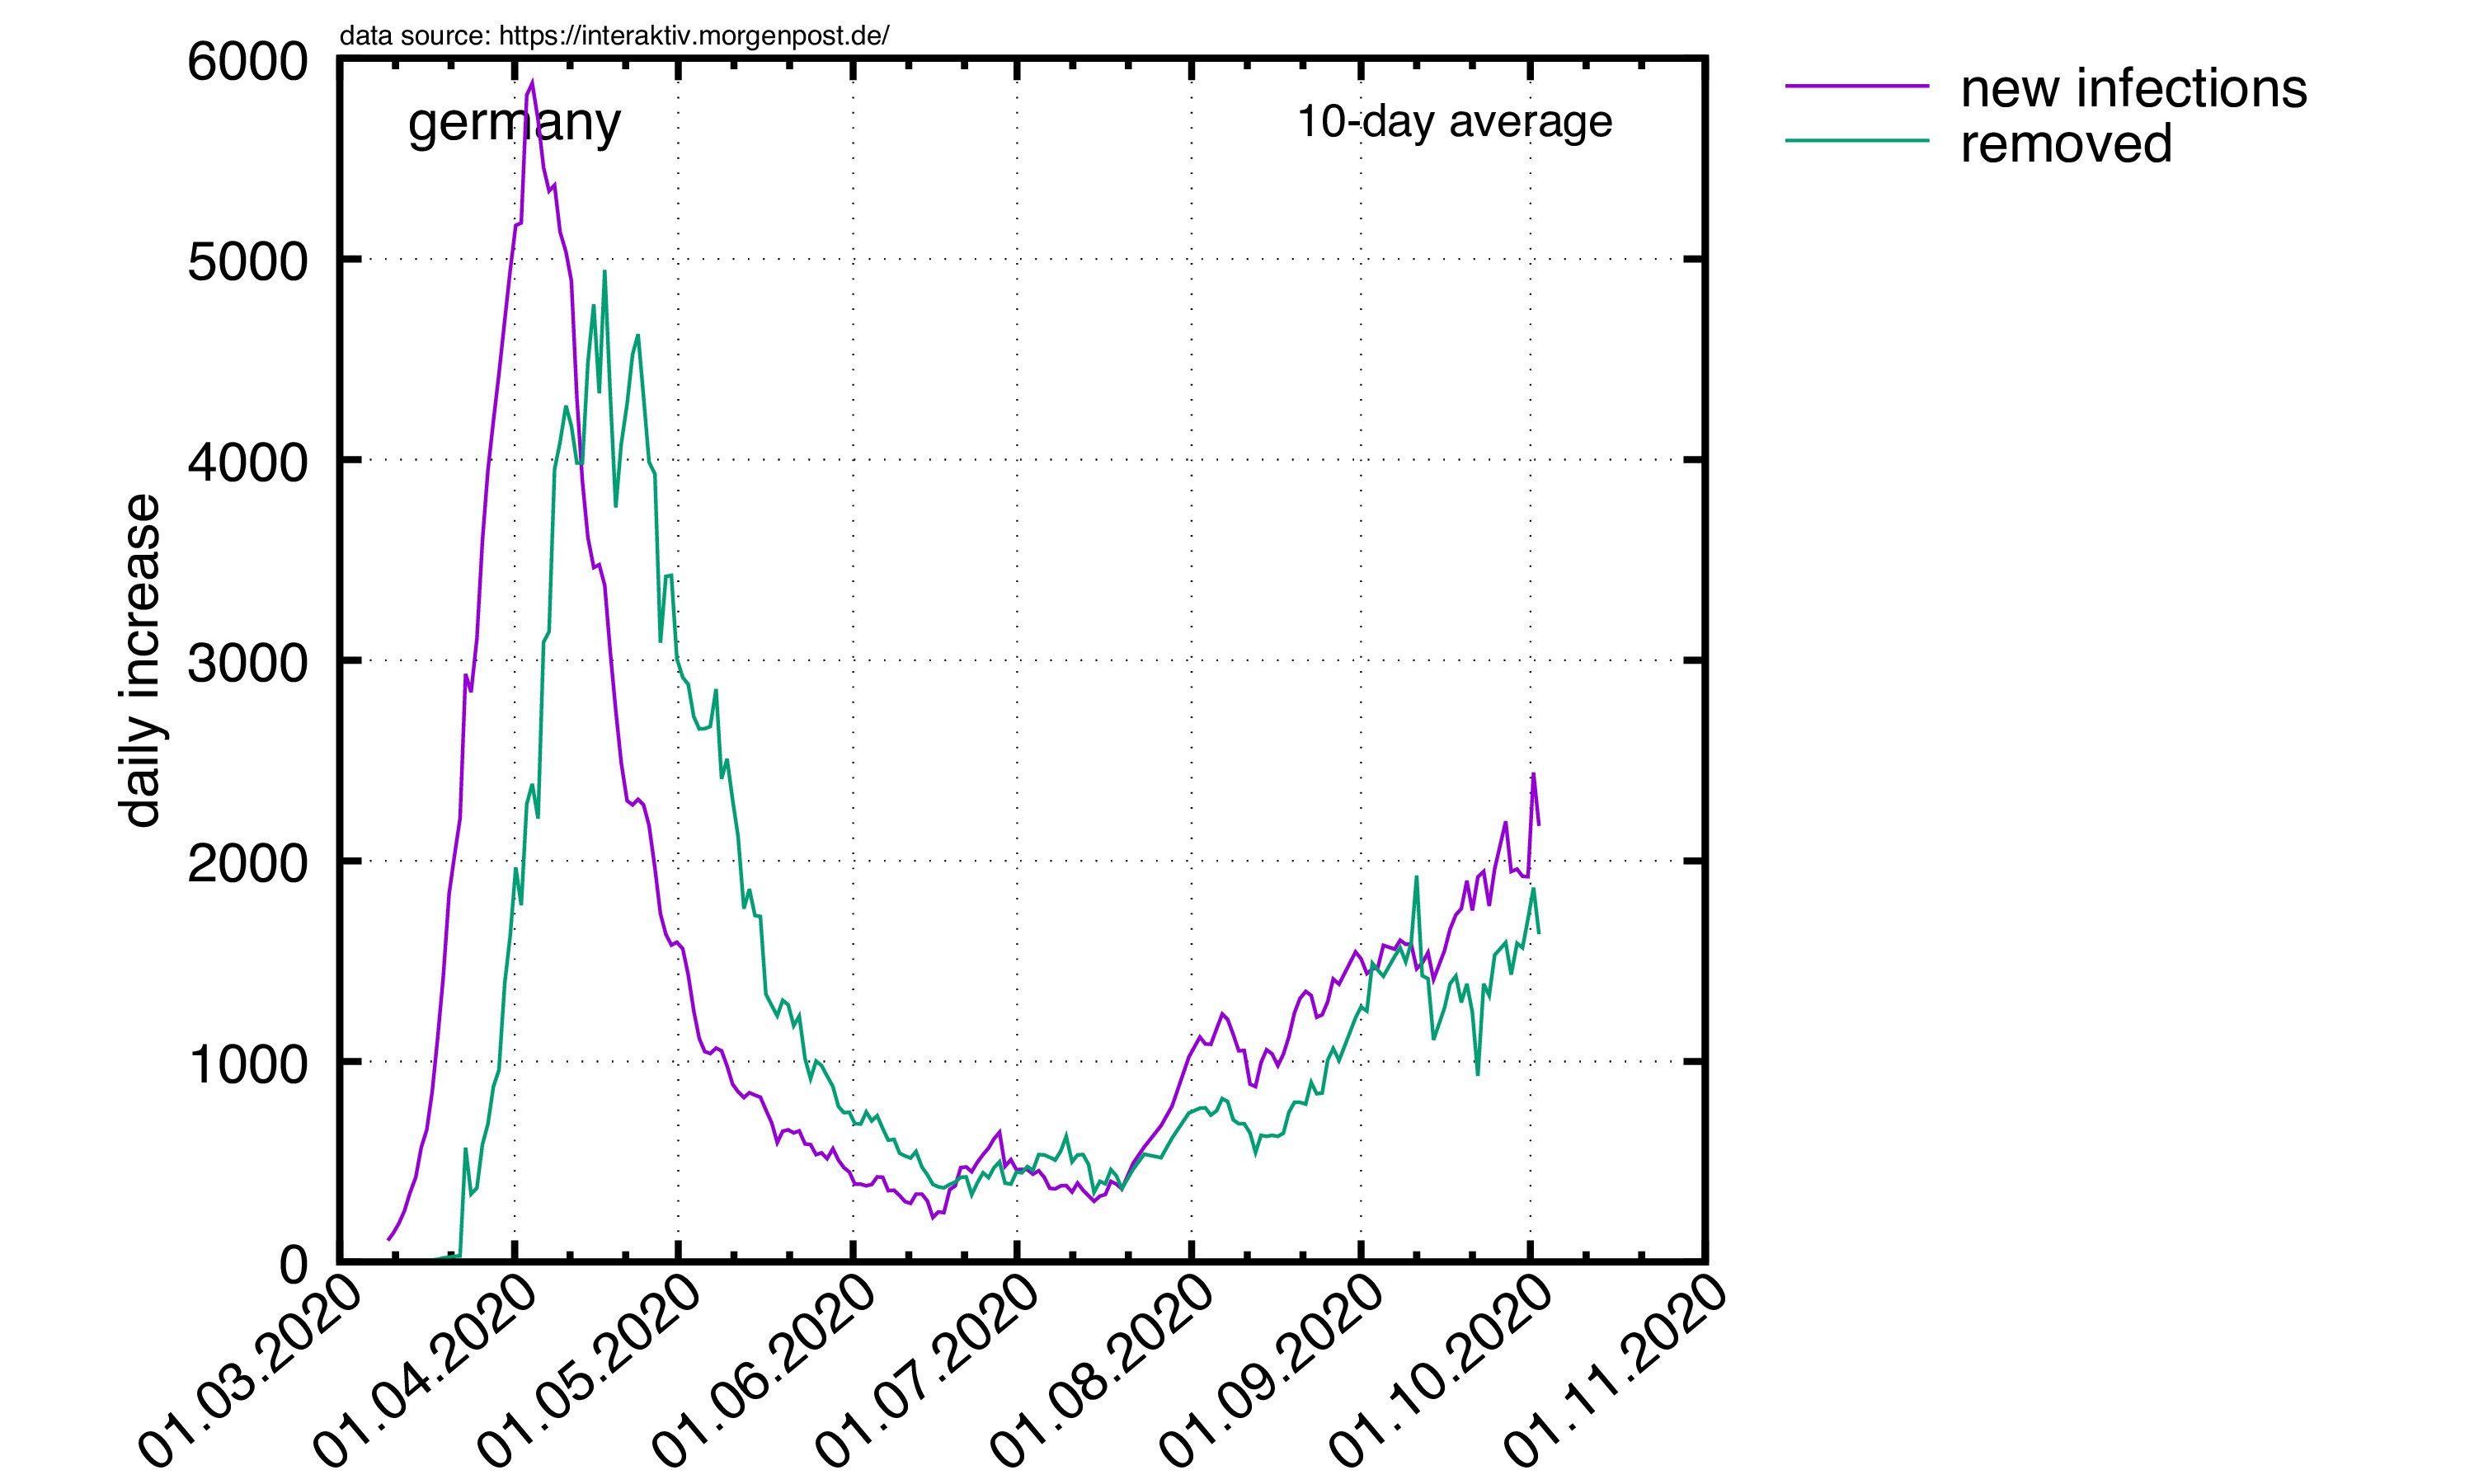 data source: https://interaktiv.morgenpost.de/
germany
10-day average
new infections
removed
daily increase
6000
5000
4000
3000
2000
1000
0
01.03.2020
01.04.2020
01.05.2020
01.06.2020
01.07.2020
01.08.2020
01.09.2020
01.10.2020
01.11.2020